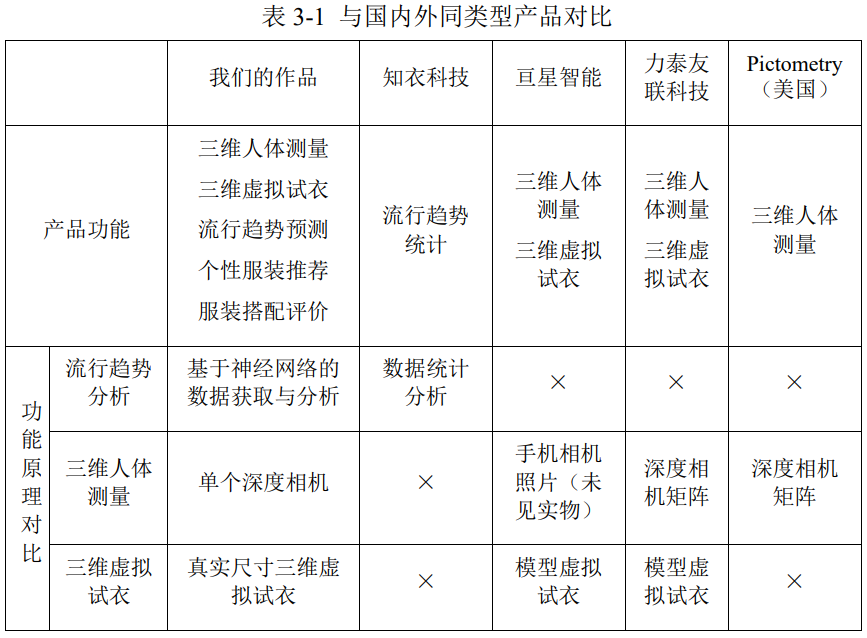 表 3-1 与国内外同类型产品对比
我们的作品
知衣科技
亘星智能
力泰友
联科技
Pictometry
（美国）
产品功能
三维人体测量
三维虚拟试衣
流行趋势预测
个性服装推荐
服装搭配评价
流行趋势
统计
三维人体
测量
三维虚拟
试衣
三维人
体测量
三维虚
拟试衣
三维人体
测量
功
能
原
理
对
比
流行趋势
分析
基于神经网络的
数据获取与分析
数据统计
分析
×
×
×
三维人体
测量
单个深度相机
×
手机相机
照片（未
见实物）
深度相
机矩阵
深度相机
矩阵
三维虚拟
试衣
真实尺寸三维虚
拟试衣
×
模型虚拟
试衣
模型虚
拟试衣
×